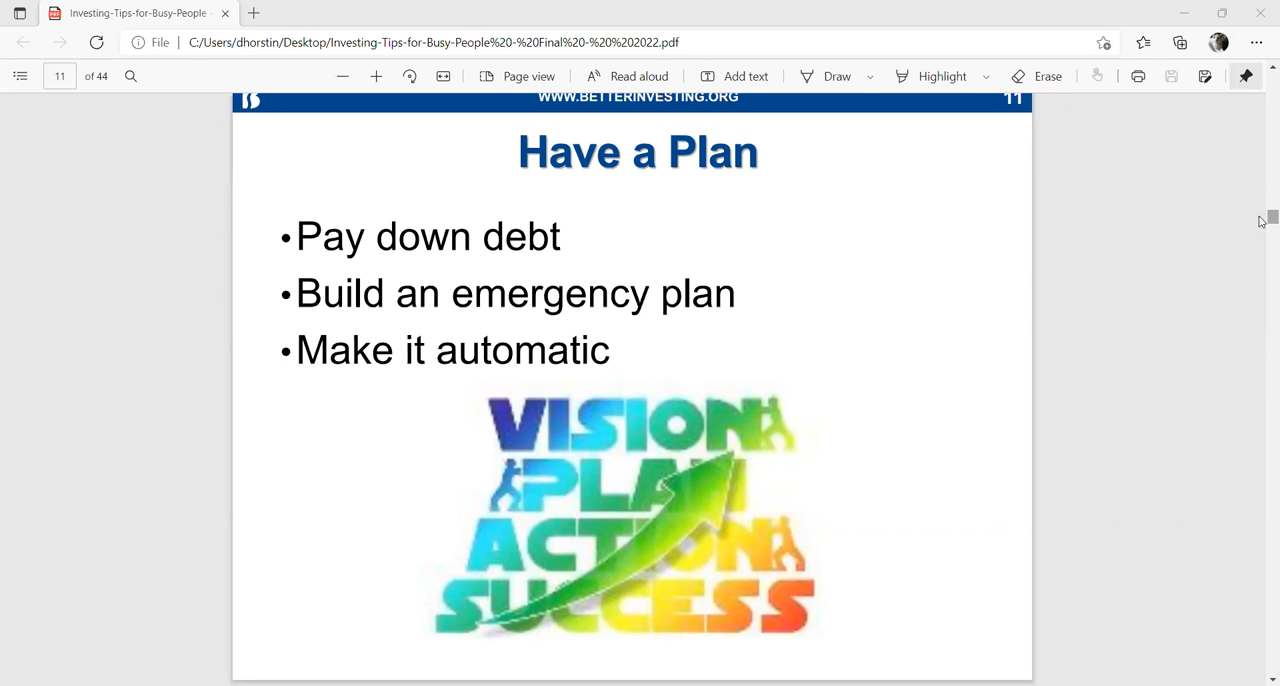 Investing-Tips-for-Busy-People -
File
C:/Users/dhorstin/Desktop/Investing-Tips-for-Busy-People%20-%20Final%20-%20%202022.pdf
11 of 44
Page view
Read aloud
Add text
Draw
Highlight
Erase
WWW.BETTERINVESTING.ORG
11
Have a Plan
•Pay down debt
•Build an emergency plan
•Make it automatic
VISION
PLAN
ACTION
SUCCESS